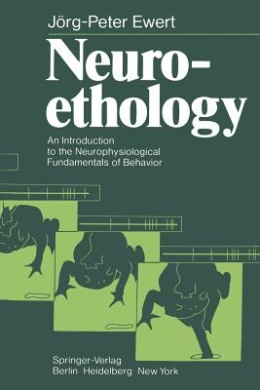 Jörg-Peter Ewert
Neuro-
ethology
An Introduction
to the Neurophysiological
Fundamentals of Behavior
Springer-Verlag
Berlin Heidelberg New York